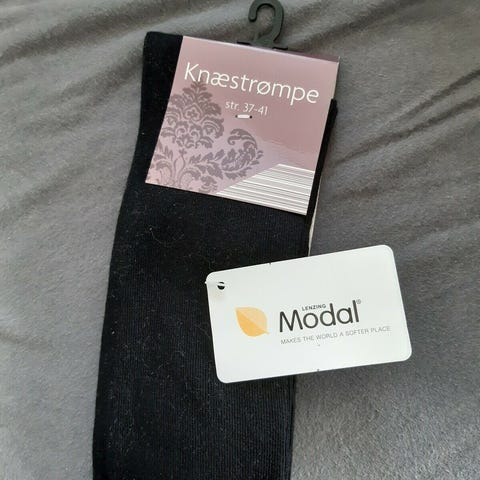 Knæstrømpe
str. 37-41
LENZING
Modal®
MAKES THE WORLD A SOFTER PLACE